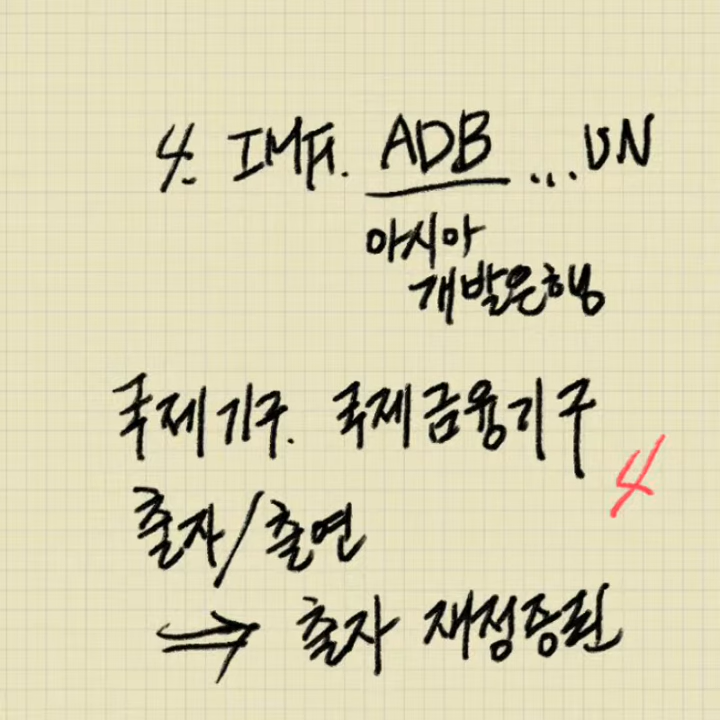 4. IMF. ADB ... UN
아시아
개발은행
국제기구. 국제금융기구
4
출자/출연
⇒ 출자 재정증권